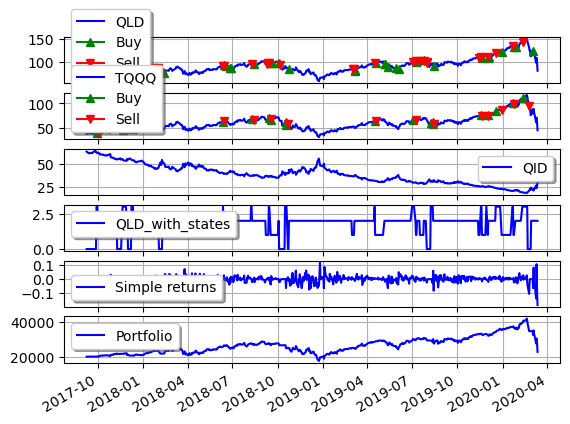 QLD
Buy
Sell
150
100
TQQQ
Buy
Sell
100
50
QID
50
25
QLD_with_states
2.5
0.0
Simple returns
0.1
0.0
−0.1
Portfolio
40000
20000
2017-10 2018-01 2018-04 2018-07 2018-10 2019-01 2019-04 2019-07 2019-10 2020-01 2020-04